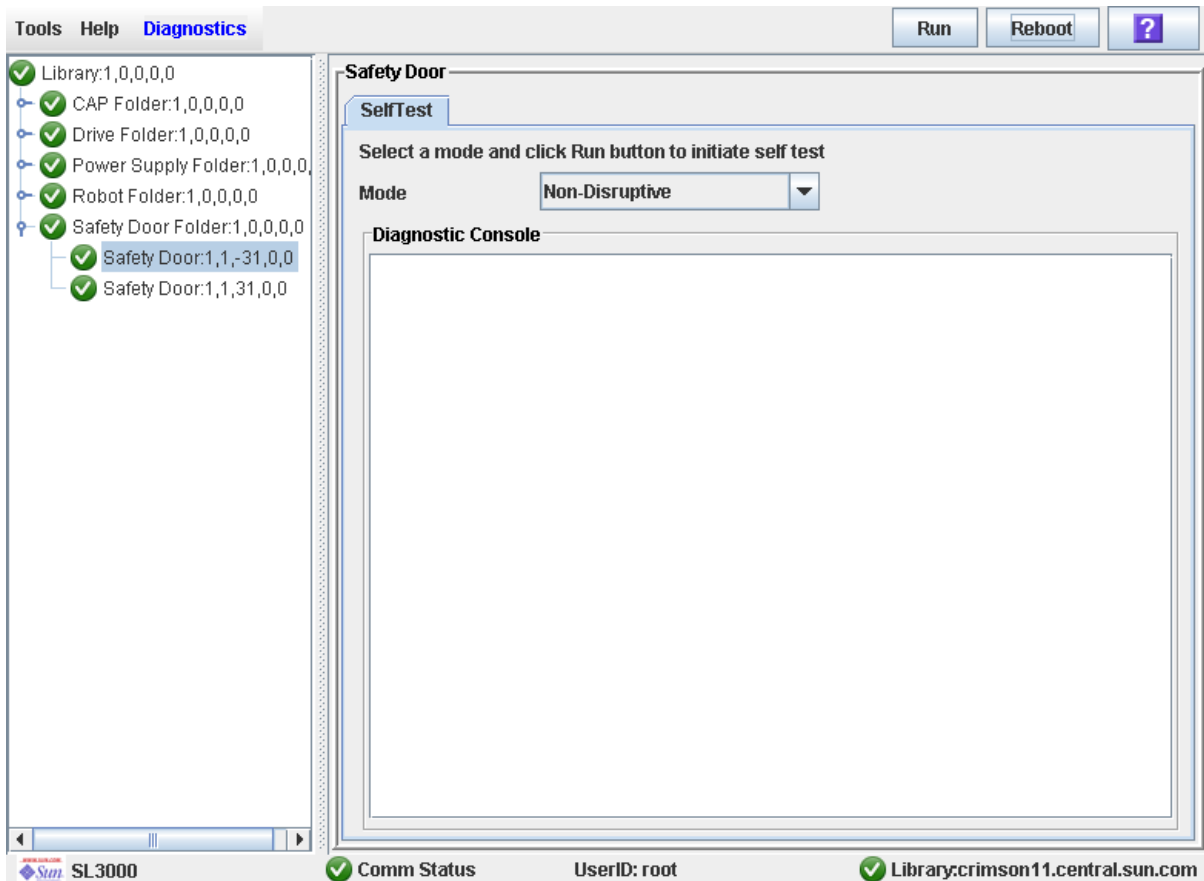 Tools Help Diagnostics Run Reboot ?
Library:1,0,0,0,0
CAP Folder:1,0,0,0,0
Drive Folder:1,0,0,0,0
Power Supply Folder:1,0,0,0,
Robot Folder:1,0,0,0,0
Safety Door Folder:1,0,0,0,0
Safety Door:1,1,-31,0,0
Safety Door:1,1,31,0,0
Safety Door
SelfTest
Select a mode and click Run button to initiate self test
Mode Non-Disruptive
Diagnostic Console
Sun SL3000 Comm Status UserID: root Library:crimson11.central.sun.com